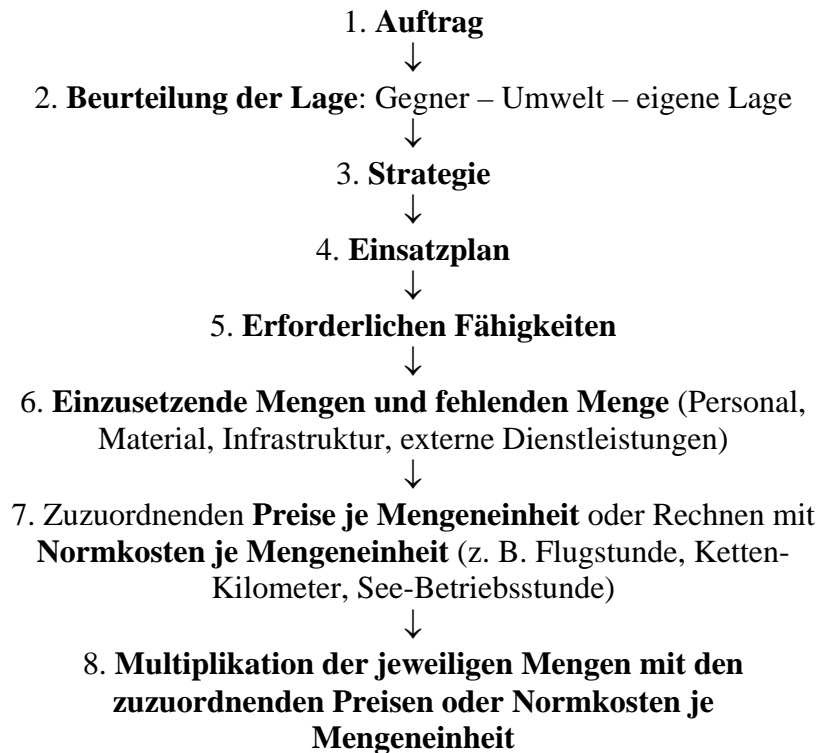 1. Auftrag
↓
2. Beurteilung der Lage: Gegner – Umwelt – eigene Lage
↓
3. Strategie
↓
4. Einsatzplan
↓
5. Erforderlichen Fähigkeiten
↓
6. Einzusetzende Mengen und fehlenden Menge (Personal,
Material, Infrastruktur, externe Dienstleistungen)
↓
7. Zuzuordnenden Preise je Mengeneinheit oder Rechnen mit
Normkosten je Mengeneinheit (z. B. Flugstunde, Ketten-
Kilometer, See-Betriebsstunde)
↓
8. Multiplikation der jeweiligen Mengen mit den
zuzuordnenden Preisen oder Normkosten je
Mengeneinheit